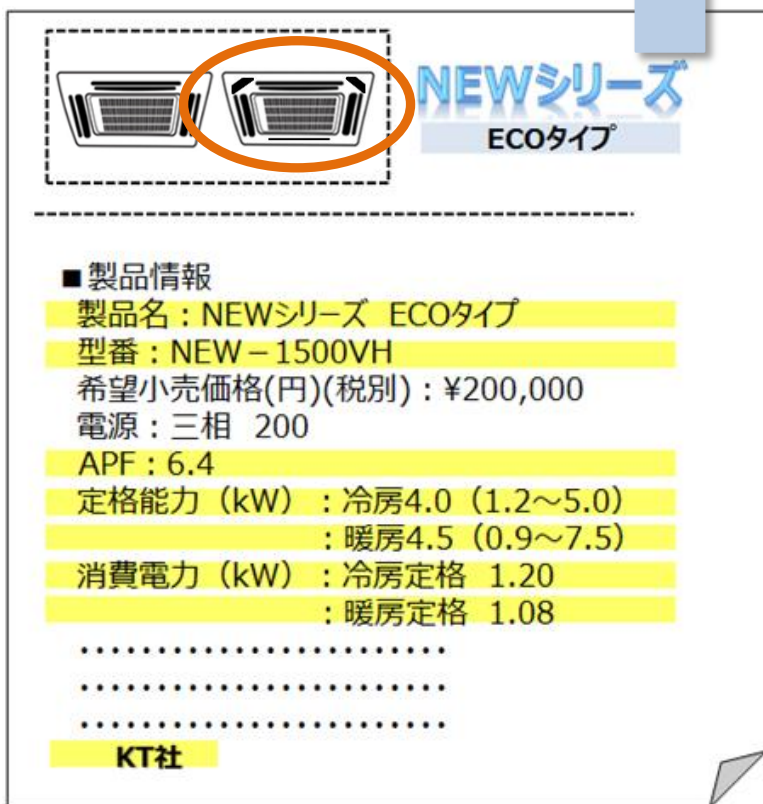 NEWシリーズ
ECOタイプ
■製品情報
製品名：NEWシリーズ ECOタイプ
型番：NEW－1500VH
希望小売価格(円)(税別)：¥200,000
電源：三相 200
APF：6.4
定格能力（kW）：冷房4.0（1.2～5.0）
：暖房4.5（0.9～7.5）
消費電力（kW）：冷房定格 1.20
：暖房定格 1.08
・・・・・・・・・・・・・・・・・・・・・・・・
・・・・・・・・・・・・・・・・・・・・・・・・
・・・・・・・・・・・・・・・・・・・・・・・・
KT社